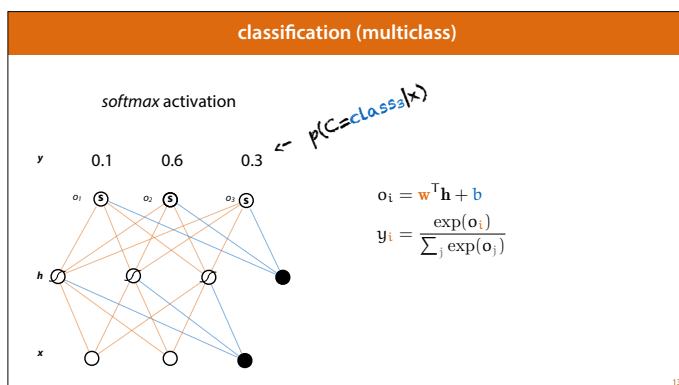 classification (multiclass)
softmax activation
← p(C=class₃|x)
y 0.1 0.6 0.3
o₁ s o₂ s o₃ s
oᵢ = wᵀh + b
yᵢ = exp(oᵢ) / ∑ⱼ exp(oⱼ)
h
x